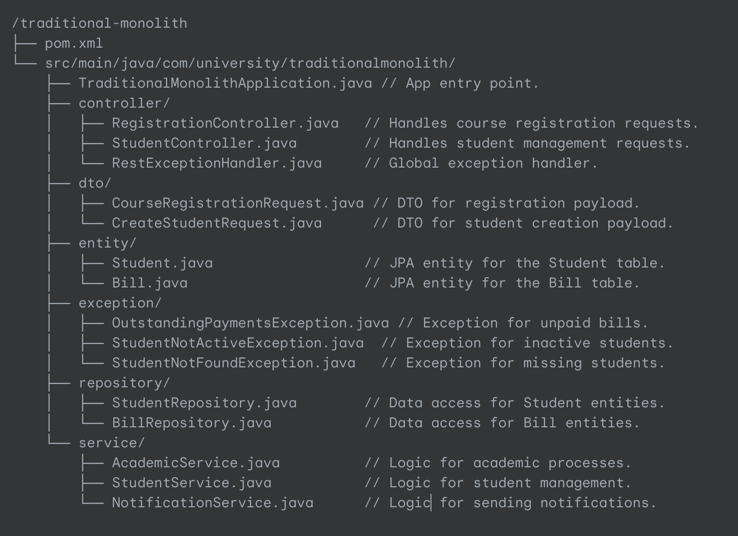 /traditional-monolith
├── pom.xml
└── src/main/java/com/university/traditionalmonolith/
    ├── TraditionalMonolithApplication.java // App entry point.
    ├── controller/
    │   ├── RegistrationController.java   // Handles course registration requests.
    │   ├── StudentController.java        // Handles student management requests.
    │   └── RestExceptionHandler.java     // Global exception handler.
    ├── dto/
    │   ├── CourseRegistrationRequest.java // DTO for registration payload.
    │   └── CreateStudentRequest.java      // DTO for student creation payload.
    ├── entity/
    │   ├── Student.java                  // JPA entity for the Student table.
    │   └── Bill.java                     // JPA entity for the Bill table.
    ├── exception/
    │   ├── OutstandingPaymentsException.java // Exception for unpaid bills.
    │   ├── StudentNotActiveException.java  // Exception for inactive students.
    │   └── StudentNotFoundException.java   // Exception for missing students.
    ├── repository/
    │   ├── StudentRepository.java        // Data access for Student entities.
    │   └── BillRepository.java           // Data access for Bill entities.
    └── service/
        ├── AcademicService.java          // Logic for academic processes.
        ├── StudentService.java           // Logic for student management.
        └── NotificationService.java      // Logic for sending notifications.